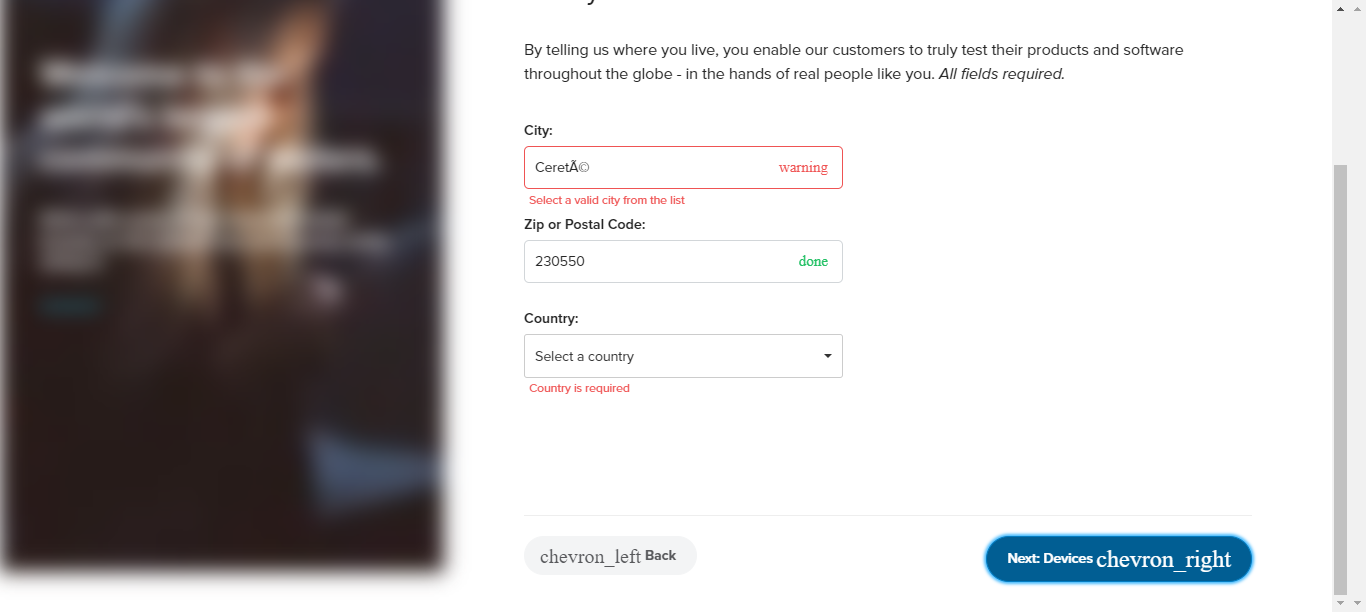 By telling us where you live, you enable our customers to truly test their products and software
throughout the globe - in the hands of real people like you. All fields required.
City:
CeretÃ© warning
Select a valid city from the list
Zip or Postal Code:
230550 done
Country:
Select a country
Country is required
chevron_left Back
Next: Devices chevron_right